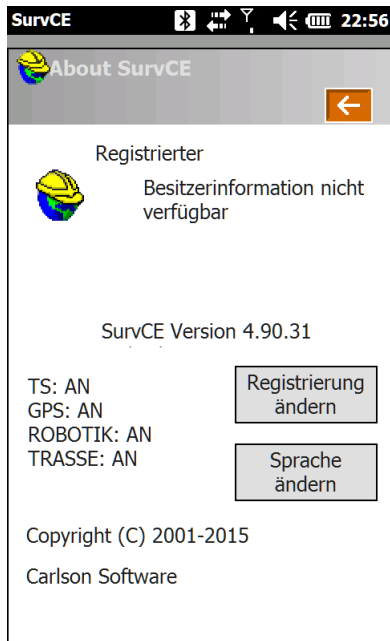 SurvCE 22:56
About SurvCE
Registrierter
Besitzerinformation nicht
verfügbar
SurvCE Version 4.90.31
TS: AN
GPS: AN
ROBOTIK: AN
TRASSE: AN
Registrierung
ändern
Sprache
ändern
Copyright (C) 2001-2015
Carlson Software